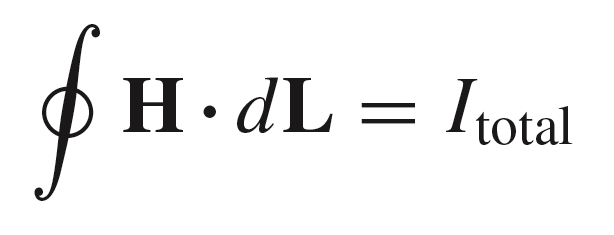 ∮ H · dL = I_total